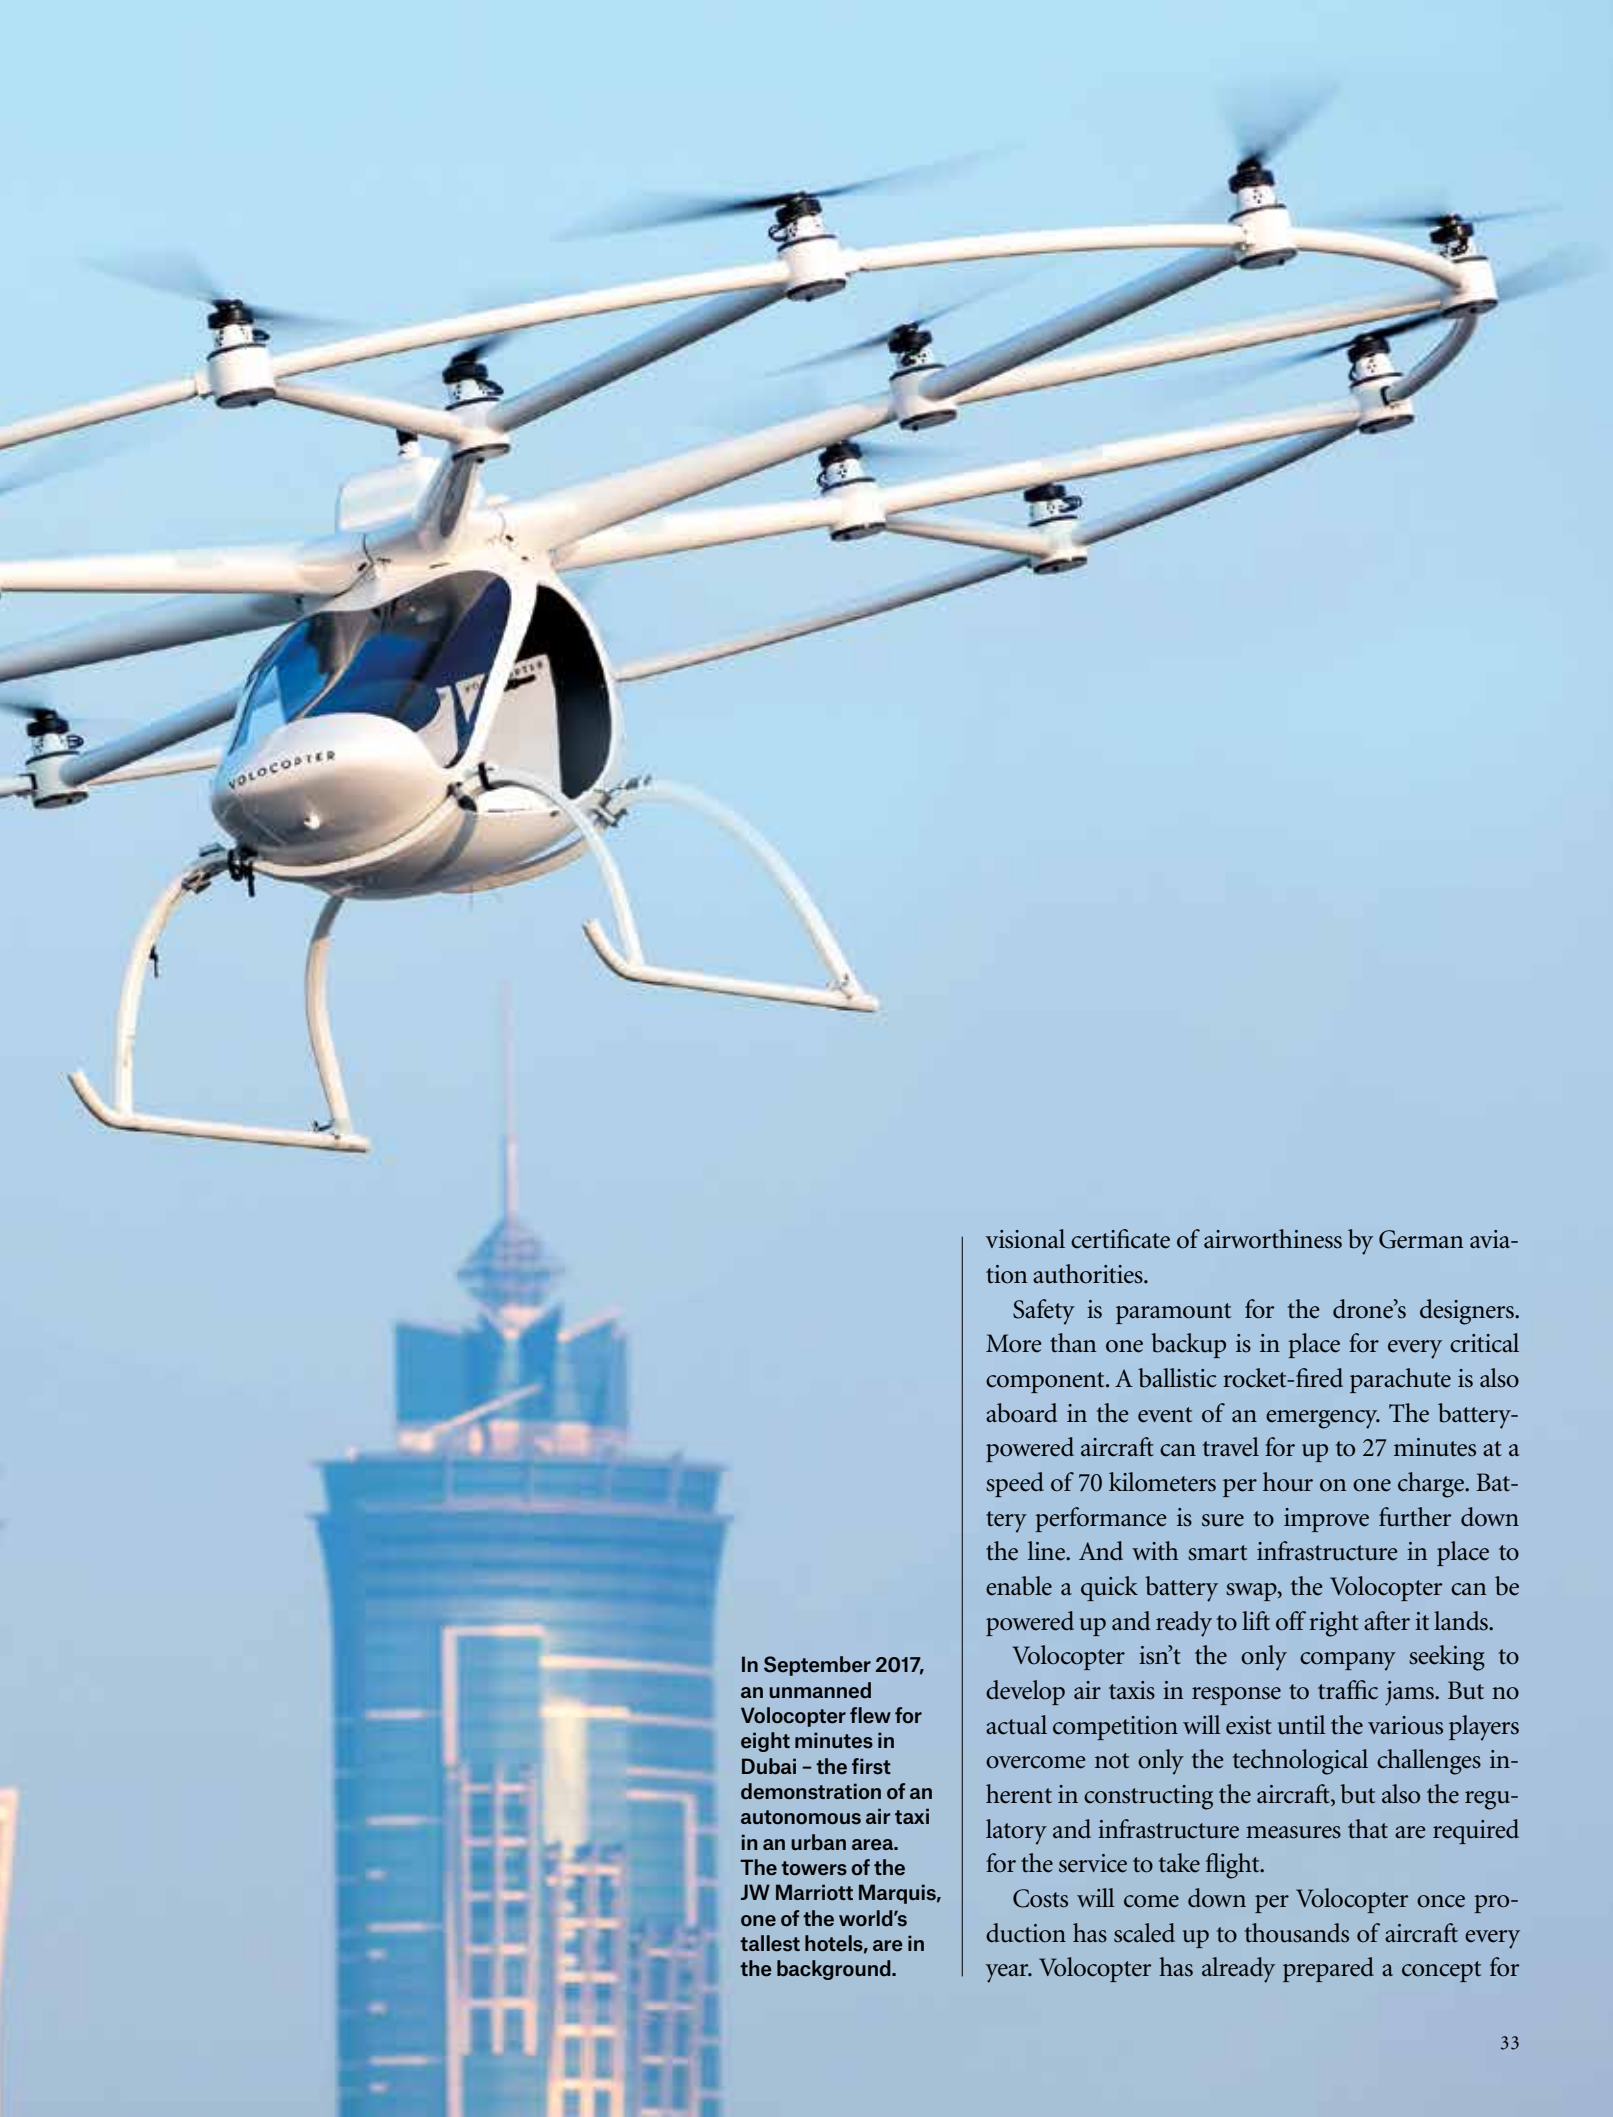 VOLOCOPTER
In September 2017,
an unmanned
Volocopter flew for
eight minutes in
Dubai – the first
demonstration of an
autonomous air taxi
in an urban area.
The towers of the
JW Marriott Marquis,
one of the world's
tallest hotels, are in
the background.
visional certificate of airworthiness by German avia-
tion authorities.
Safety is paramount for the drone's designers.
More than one backup is in place for every critical
component. A ballistic rocket-fired parachute is also
aboard in the event of an emergency. The battery-
powered aircraft can travel for up to 27 minutes at a
speed of 70 kilometers per hour on one charge. Bat-
tery performance is sure to improve further down
the line. And with smart infrastructure in place to
enable a quick battery swap, the Volocopter can be
powered up and ready to lift off right after it lands.
Volocopter isn't the only company seeking to
develop air taxis in response to traffic jams. But no
actual competition will exist until the various players
overcome not only the technological challenges in-
herent in constructing the aircraft, but also the regu-
latory and infrastructure measures that are required
for the service to take flight.
Costs will come down per Volocopter once pro-
duction has scaled up to thousands of aircraft every
year. Volocopter has already prepared a concept for
33